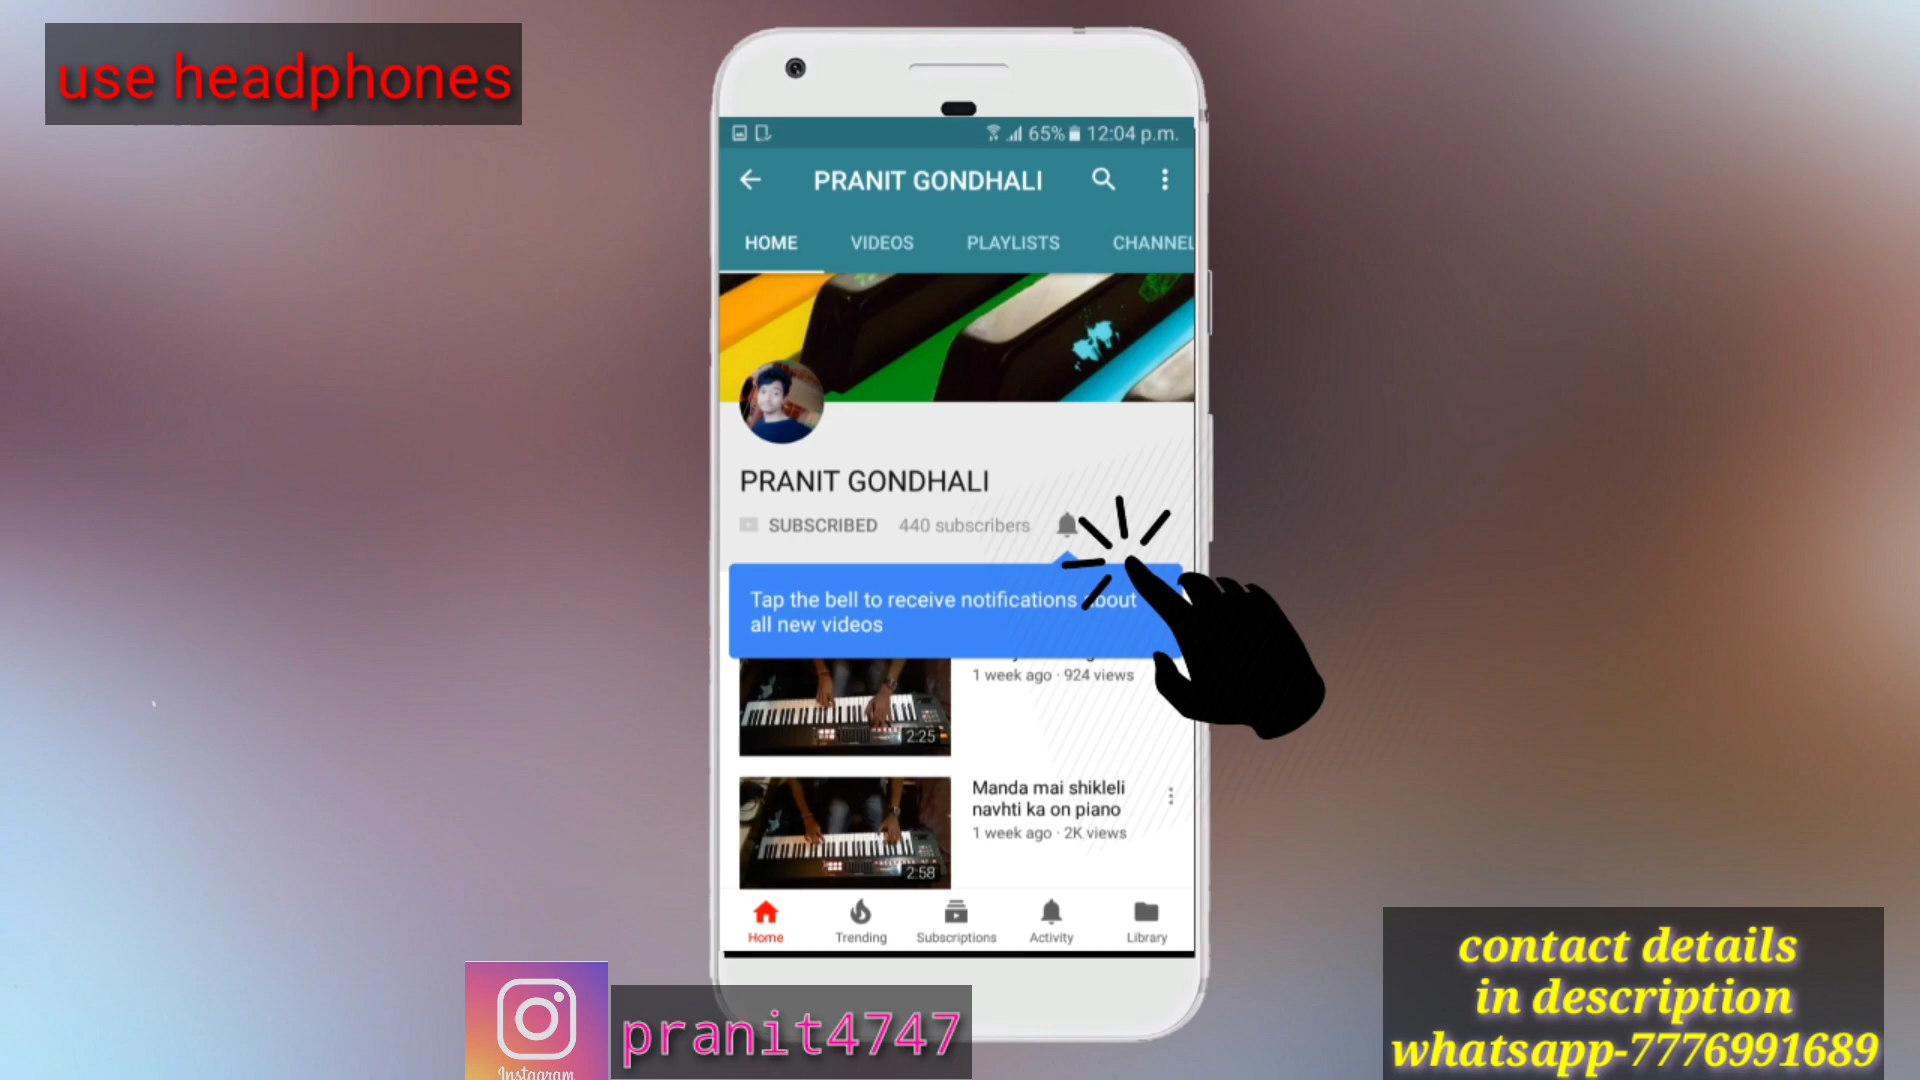 use headphones
65% 12:04 p.m.
PRANIT GONDHALI
HOME VIDEOS PLAYLISTS CHANNEL
PRANIT GONDHALI
SUBSCRIBED 440 subscribers
Tap the bell to receive notifications about
all new videos
1 week ago · 924 views
2:25
Manda mai shikleli
navhti ka on piano
1 week ago · 2K views
2:58
Home Trending Subscriptions Activity Library
Instagram
pranit4747
contact details
in description
whatsapp-7776991689